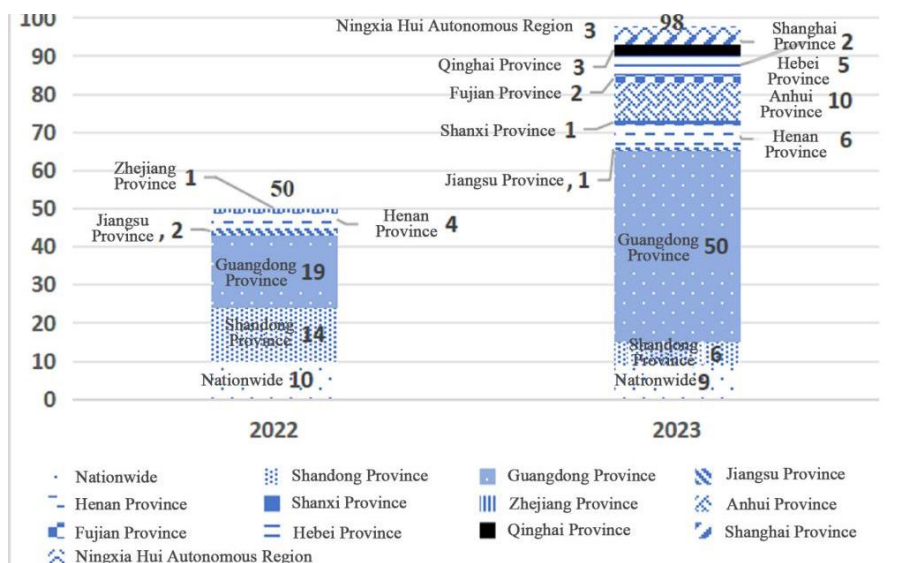 100
90
80
70
60
50
40
30
20
10
0
Zhejiang
Province 1
50
Jiangsu
Province , 2
Henan
Province 4
Guangdong
Province 19
Shandong
Province 14
Nationwide 10
2022
Ningxia Hui Autonomous Region 3
98
Shanghai
Province 2
Qinghai Province 3
Hebei
Province 5
Fujian Province 2
Anhui
Province 10
Shanxi Province 1
Henan
Province 6
Jiangsu Province , 1
Guangdong
Province 50
Shandong
Province 6
Nationwide 9
2023
Nationwide
Shandong Province
Guangdong Province
Jiangsu Province
Henan Province
Shanxi Province
Zhejiang Province
Anhui Province
Fujian Province
Hebei Province
Qinghai Province
Shanghai Province
Ningxia Hui Autonomous Region